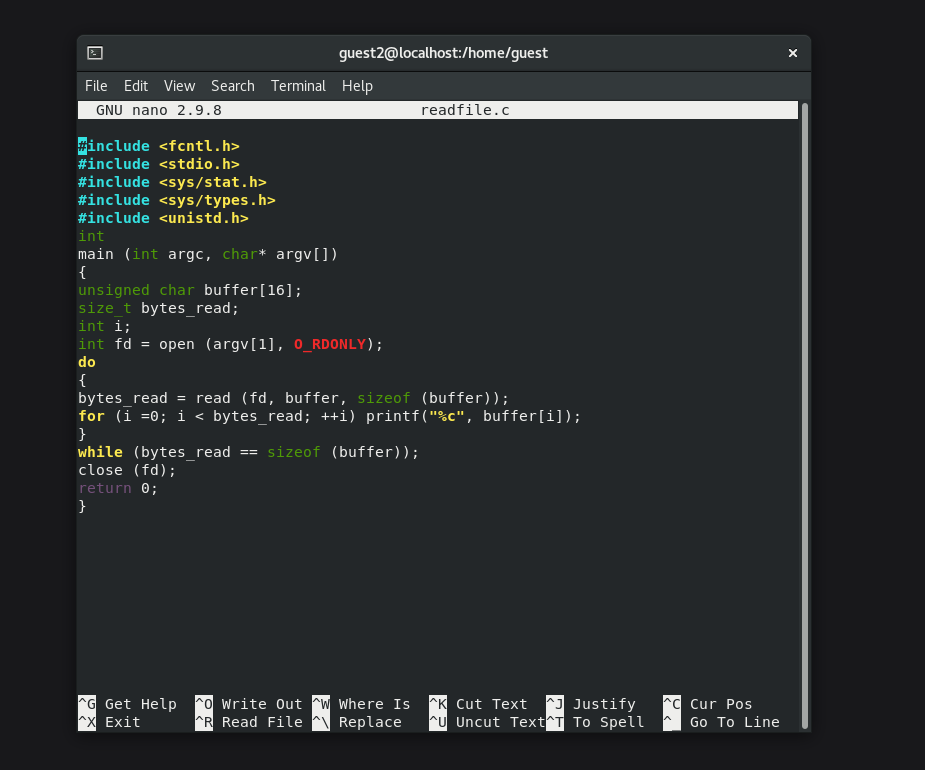 guest2@localhost:/home/guest
File Edit View Search Terminal Help
GNU nano 2.9.8 readfile.c
#include <fcntl.h>
#include <stdio.h>
#include <sys/stat.h>
#include <sys/types.h>
#include <unistd.h>
int
main (int argc, char* argv[])
{
unsigned char buffer[16];
size_t bytes_read;
int i;
int fd = open (argv[1], O_RDONLY);
do
{
bytes_read = read (fd, buffer, sizeof (buffer));
for (i =0; i < bytes_read; ++i) printf("%c", buffer[i]);
}
while (bytes_read == sizeof (buffer));
close (fd);
return 0;
}
^G Get Help ^O Write Out ^W Where Is ^K Cut Text ^J Justify ^C Cur Pos
^X Exit ^R Read File ^\ Replace ^U Uncut Text ^T To Spell ^_ Go To Line